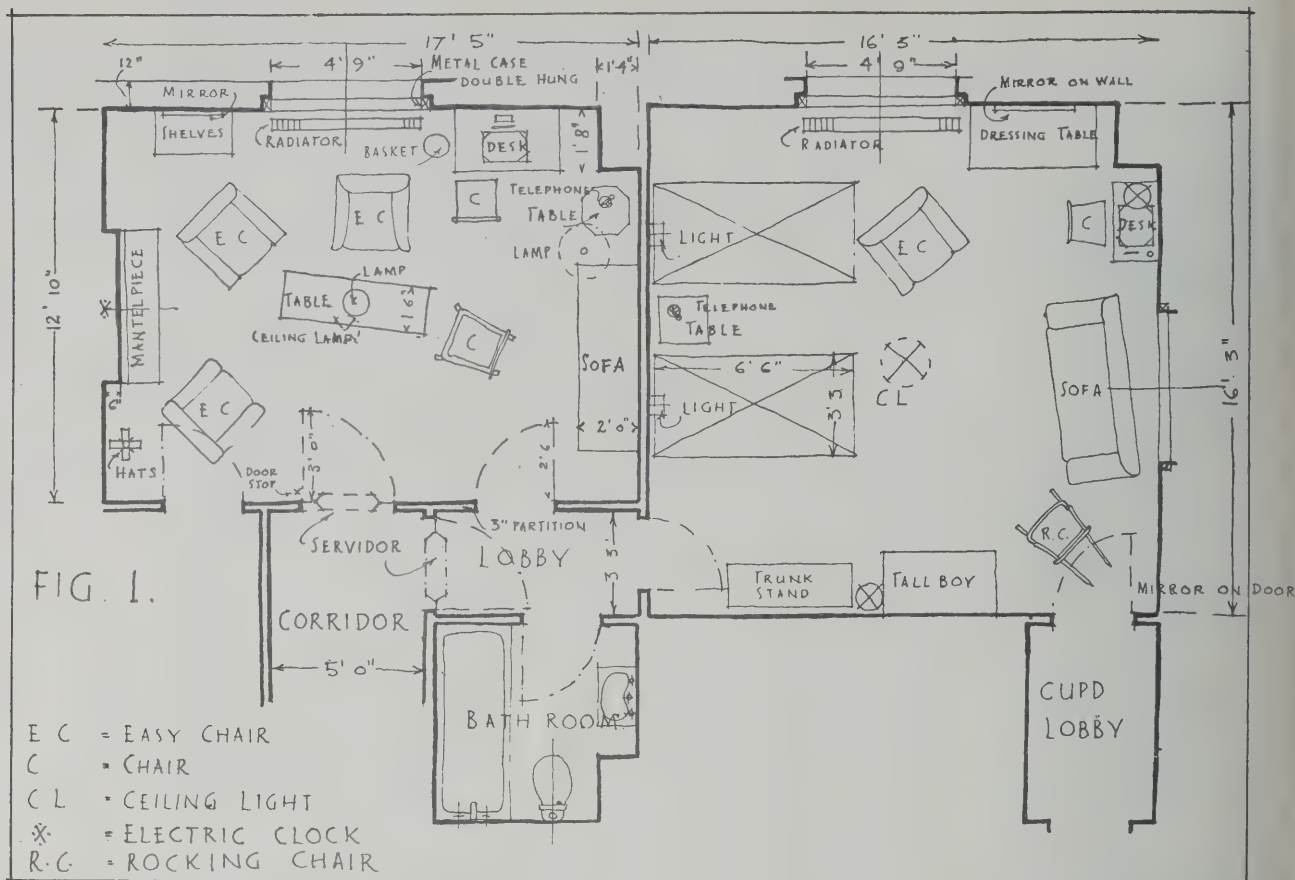 17' 5"
16' 3"
12"
4' 9"
METAL CASE
DOUBLE HUNG
1'4"
4' 9"
MIRROR ON WALL
MIRROR
SHELVES
RADIATOR
BASKET
DESK
1' 8"
RADIATOR
DRESSING TABLE
E C
E C
C
TELEPHONE
TABLE
LAMP
LIGHT
E C
C
DESK
12' 10"
MANTELPIECE
LAMP
TABLE
1' 6"
CEILING LAMP
C
SOFA
TELEPHONE
TABLE
6' 6"
3' 3"
LIGHT
C L
SOFA
16' 3"
E C
9"
HATS
DOOR
STOP
3' 0"
2' 6"
2' 0"
3" PARTITION
SERVIDOR
LOBBY
3' 3"
R.C.
TRUNK
STAND
TALL BOY
MIRROR ON DOOR
FIG. 1.
CORRIDOR
5' 0"
BATH ROOM
CUPD
LOBBY
E C = EASY CHAIR
C = CHAIR
C L = CEILING LIGHT
※ = ELECTRIC CLOCK
R.C. = ROCKING CHAIR